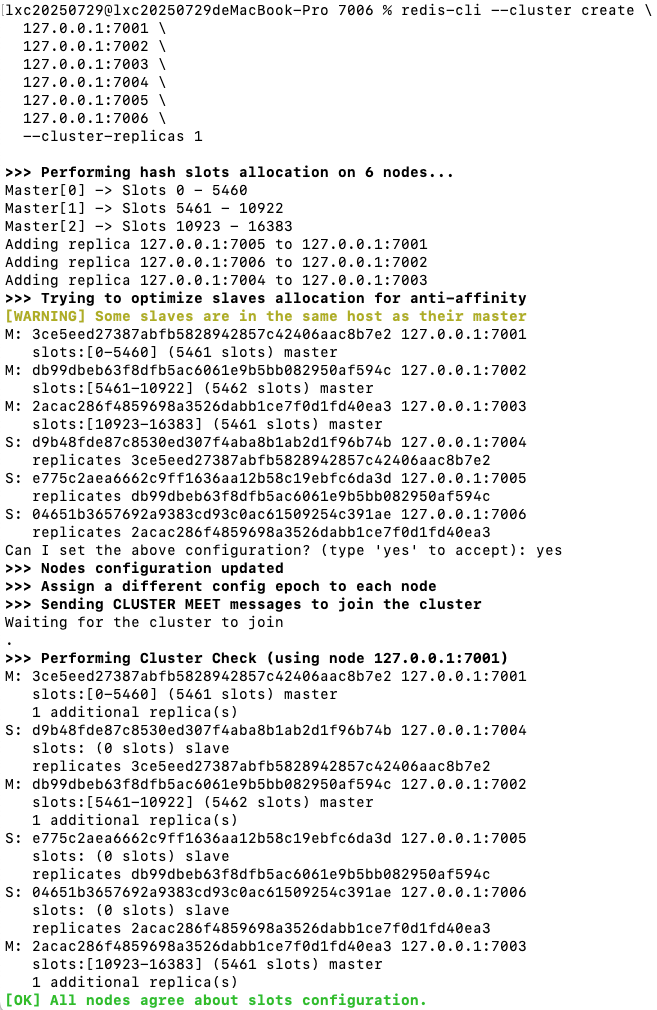 [lxc20250729@lxc20250729deMacBook-Pro 7006 % redis-cli --cluster create \
  127.0.0.1:7001 \
  127.0.0.1:7002 \
  127.0.0.1:7003 \
  127.0.0.1:7004 \
  127.0.0.1:7005 \
  127.0.0.1:7006 \
  --cluster-replicas 1
>>> Performing hash slots allocation on 6 nodes...
Master[0] -> Slots 0 - 5460
Master[1] -> Slots 5461 - 10922
Master[2] -> Slots 10923 - 16383
Adding replica 127.0.0.1:7005 to 127.0.0.1:7001
Adding replica 127.0.0.1:7006 to 127.0.0.1:7002
Adding replica 127.0.0.1:7004 to 127.0.0.1:7003
>>> Trying to optimize slaves allocation for anti-affinity
[WARNING] Some slaves are in the same host as their master
M: 3ce5eed27387abfb5828942857c42406aac8b7e2 127.0.0.1:7001
   slots:[0-5460] (5461 slots) master
M: db99dbeb63f8dfb5ac6061e9b5bb082950af594c 127.0.0.1:7002
   slots:[5461-10922] (5462 slots) master
M: 2acac286f4859698a3526dabb1ce7f0d1fd40ea3 127.0.0.1:7003
   slots:[10923-16383] (5461 slots) master
S: d9b48fde87c8530ed307f4aba8b1ab2d1f96b74b 127.0.0.1:7004
   replicates 3ce5eed27387abfb5828942857c42406aac8b7e2
S: e775c2aea6662c9ff1636aa12b58c19ebfc6da3d 127.0.0.1:7005
   replicates db99dbeb63f8dfb5ac6061e9b5bb082950af594c
S: 04651b3657692a9383cd93c0ac61509254c391ae 127.0.0.1:7006
   replicates 2acac286f4859698a3526dabb1ce7f0d1fd40ea3
Can I set the above configuration? (type 'yes' to accept): yes
>>> Nodes configuration updated
>>> Assign a different config epoch to each node
>>> Sending CLUSTER MEET messages to join the cluster
Waiting for the cluster to join
.
>>> Performing Cluster Check (using node 127.0.0.1:7001)
M: 3ce5eed27387abfb5828942857c42406aac8b7e2 127.0.0.1:7001
   slots:[0-5460] (5461 slots) master
   1 additional replica(s)
S: d9b48fde87c8530ed307f4aba8b1ab2d1f96b74b 127.0.0.1:7004
   slots: (0 slots) slave
   replicates 3ce5eed27387abfb5828942857c42406aac8b7e2
M: db99dbeb63f8dfb5ac6061e9b5bb082950af594c 127.0.0.1:7002
   slots:[5461-10922] (5462 slots) master
   1 additional replica(s)
S: e775c2aea6662c9ff1636aa12b58c19ebfc6da3d 127.0.0.1:7005
   slots: (0 slots) slave
   replicates db99dbeb63f8dfb5ac6061e9b5bb082950af594c
S: 04651b3657692a9383cd93c0ac61509254c391ae 127.0.0.1:7006
   slots: (0 slots) slave
   replicates 2acac286f4859698a3526dabb1ce7f0d1fd40ea3
M: 2acac286f4859698a3526dabb1ce7f0d1fd40ea3 127.0.0.1:7003
   slots:[10923-16383] (5461 slots) master
   1 additional replica(s)
[OK] All nodes agree about slots configuration.